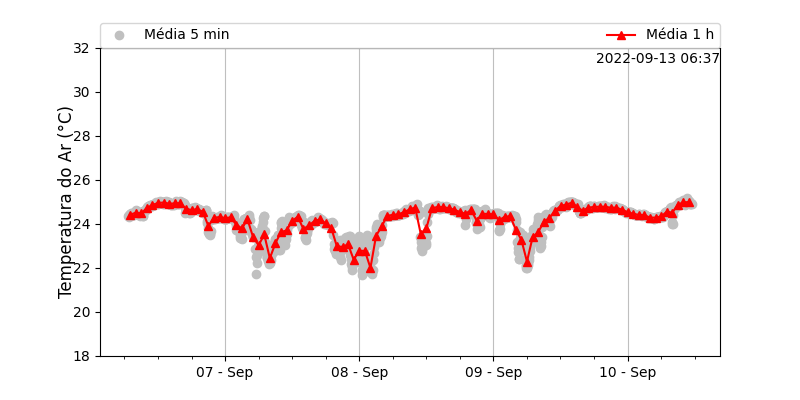 Média 5 min
Média 1 h
2022-09-13 06:37
Temperatura do Ar (°C)
32
30
28
26
24
22
20
18
07 - Sep
08 - Sep
09 - Sep
10 - Sep